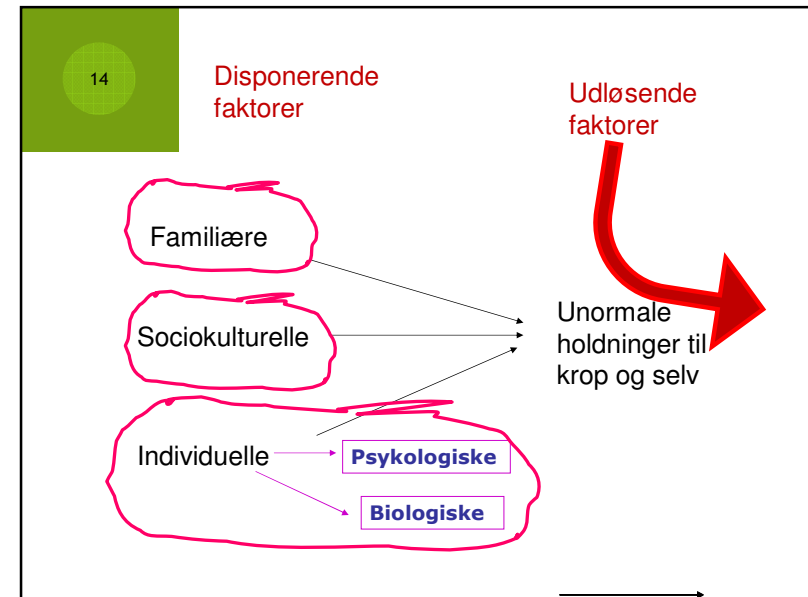 14
Disponerende
faktorer
Udløsende
faktorer
Familiære
Sociokulturelle
Individuelle
Psykologiske
Biologiske
Unormale
holdninger til
krop og selv